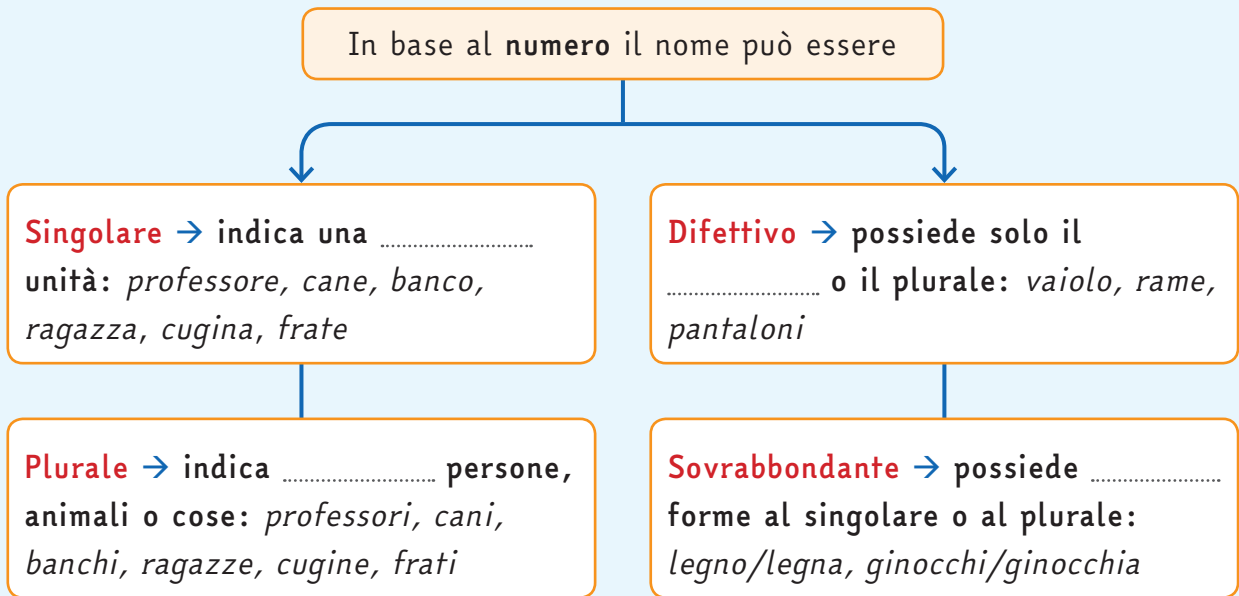 In base al numero il nome può essere
Singolare → indica una ....................
unità: professore, cane, banco,
ragazza, cugina, frate
Difettivo → possiede solo il
.................... o il plurale: vaiolo, rame,
pantaloni
Plurale → indica .................... persone,
animali o cose: professori, cani,
banchi, ragazze, cugine, frati
Sovrabbondante → possiede ....................
forme al singolare o al plurale:
legno/legna, ginocchi/ginocchia